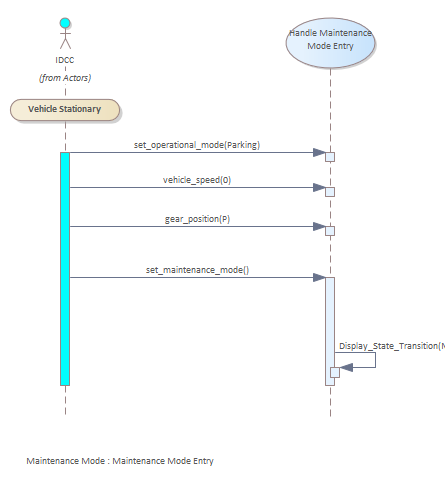 IDCC
(from Actors)
Handle Maintenance
Mode Entry
Vehicle Stationary
set_operational_mode(Parking)
vehicle_speed(0)
gear_position(P)
set_maintenance_mode()
Display_State_Transition(
Maintenance Mode : Maintenance Mode Entry